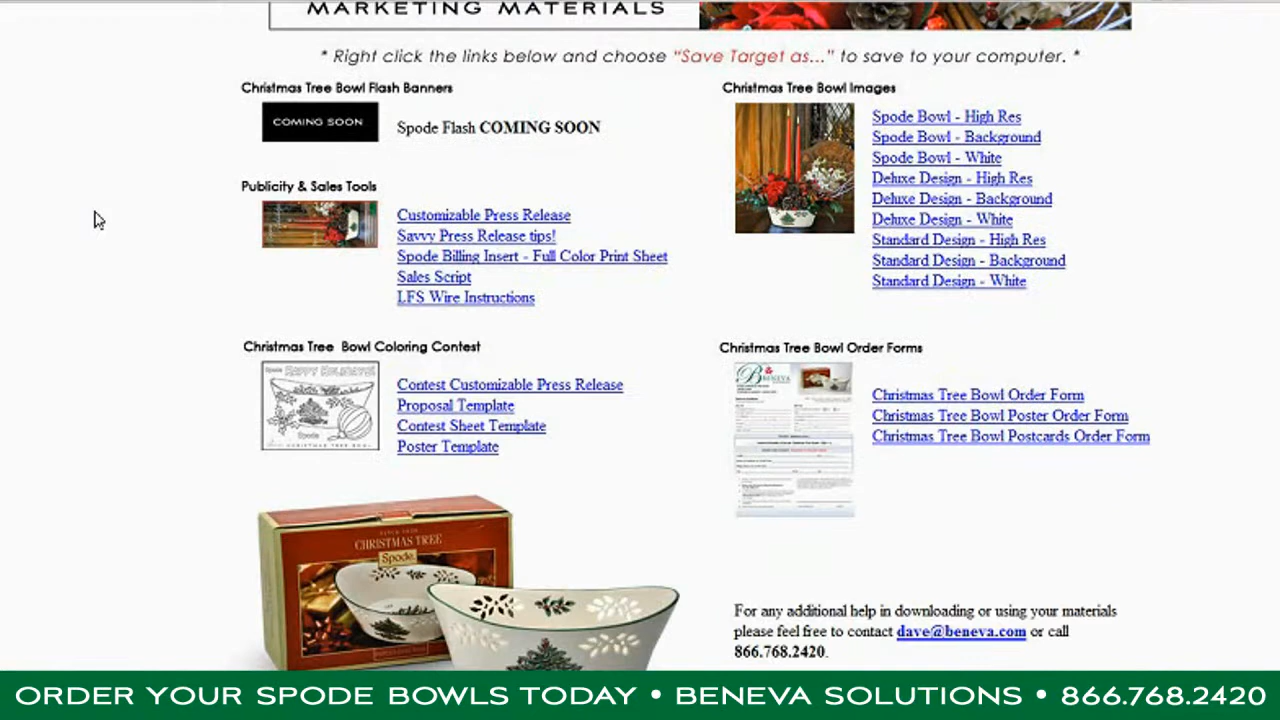 MARKETING MATERIALS
* Right click the links below and choose “Save Target as...” to save to your computer. *
Christmas Tree Bowl Flash Banners
COMING SOON
Spode Flash COMING SOON
Publicity & Sales Tools
Customizable Press Release
Savvy Press Release tips!
Spode Billing Insert - Full Color Print Sheet
Sales Script
LFS Wire Instructions
Christmas Tree Bowl Images
Spode Bowl - High Res
Spode Bowl - Background
Spode Bowl - White
Deluxe Design - High Res
Deluxe Design - Background
Deluxe Design - White
Standard Design - High Res
Standard Design - Background
Standard Design - White
Christmas Tree Bowl Coloring Contest
Spode HAPPY HOLIDAYS!
Spode
CHRISTMAS TREE BOWL
Contest Customizable Press Release
Proposal Template
Contest Sheet Template
Poster Template
Christmas Tree Bowl Order Forms
BENEVA
Christmas Tree Bowl Order Form
Christmas Tree Bowl Poster Order Form
Christmas Tree Bowl Postcards Order Form
CHRISTMAS TREE
Spode
For any additional help in downloading or using your materials
please feel free to contact dave@beneva.com or call
866.768.2420.
ORDER YOUR SPODE BOWLS TODAY • BENEVA SOLUTIONS • 866.768.2420